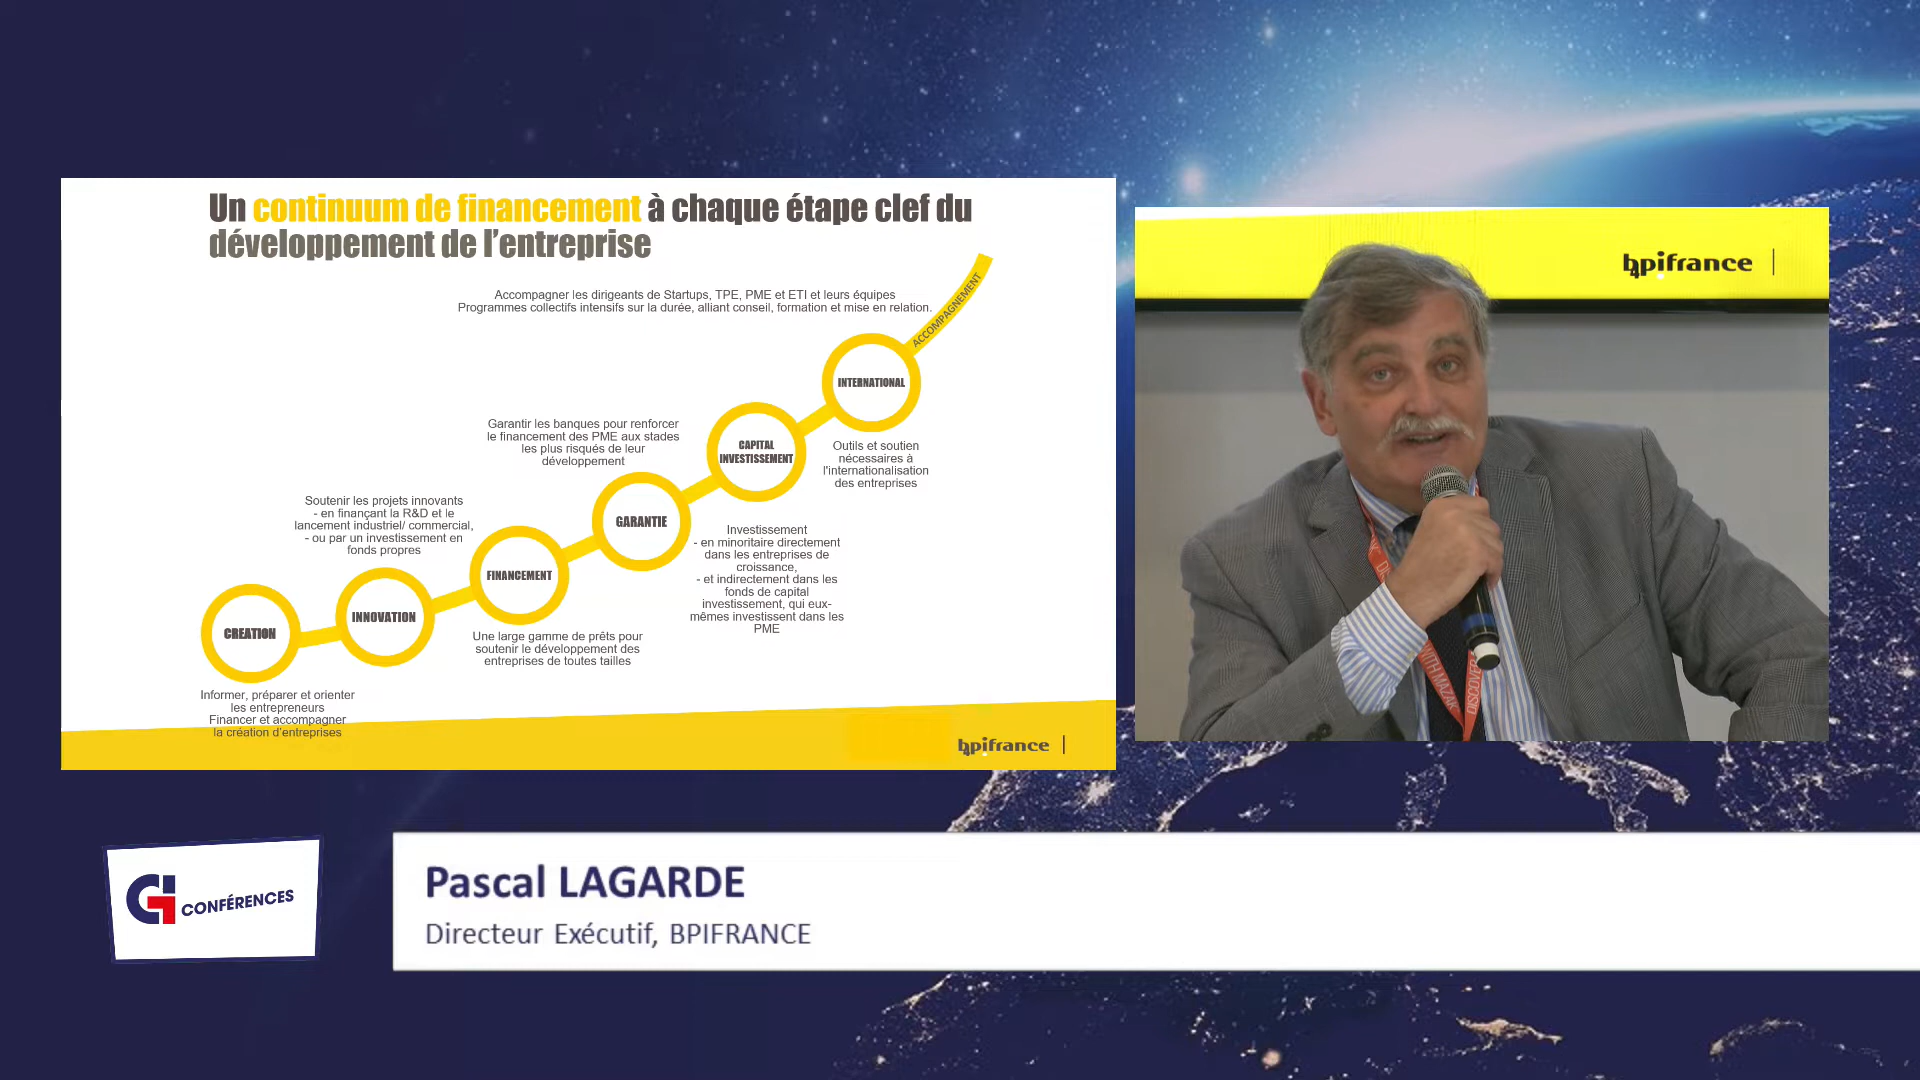 Un continuum de financement à chaque étape clef du
développement de l'entreprise
Accompagner les dirigeants de Startups, TPE, PME et ETI et leurs équipes
Programmes collectifs intensifs sur la durée, alliant conseil, formation et mise en relation.
ACCOMPAGNEMENT
INTERNATIONAL
Outils et soutien
nécessaires à
l'internationalisation
des entreprises
Garantir les banques pour renforcer
le financement des PME aux stades
les plus risqués de leur
développement
CAPITAL
INVESTISSEMENT
Investissement
- en minoritaire directement
dans les entreprises de
croissance,
- et indirectement dans les
fonds de capital
investissement, qui eux-
mêmes investissent dans les
PME
GARANTIE
Soutenir les projets innovants
- en finançant la R&D et le
lancement industriel/ commercial,
- ou par un investissement en
fonds propres
FINANCEMENT
Une large gamme de prêts pour
soutenir le développement des
entreprises de toutes tailles
INNOVATION
CREATION
Informer, préparer et orienter
les entrepreneurs
Financer et accompagner
la création d'entreprises
bpifrance
bpifrance
DISCOVER
WITH MAZAK
GI CONFÉRENCES
Pascal LAGARDE
Directeur Exécutif, BPIFRANCE